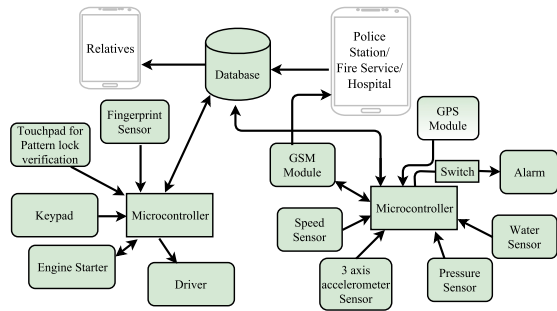 Relatives
Database
Police
Station/
Fire Service/
Hospital
Fingerprint
Sensor
Touchpad for
Pattern lock
verification
Keypad
Engine Starter
Microcontroller
Driver
GSM
Module
GPS
Module
Switch
Alarm
Microcontroller
Speed
Sensor
3 axis
accelerometer
Sensor
Pressure
Sensor
Water
Sensor